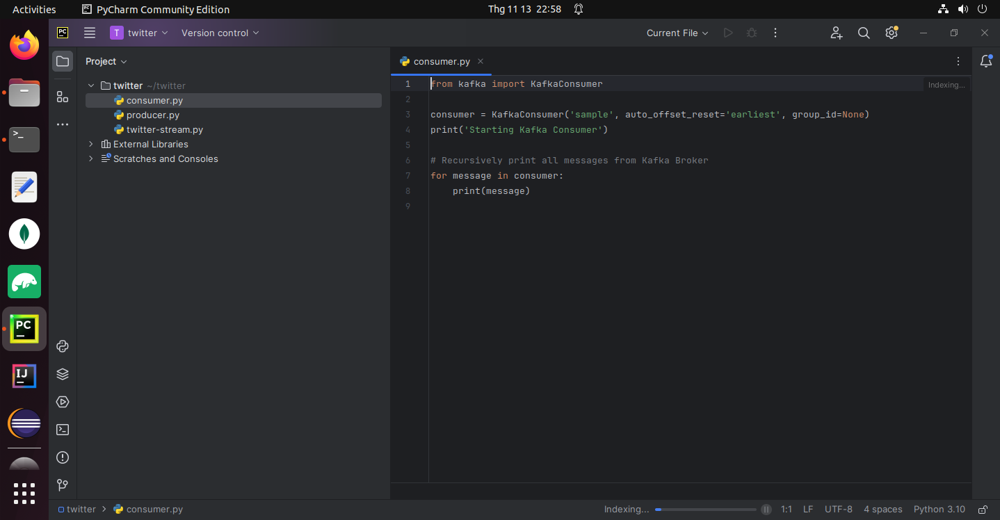 Activities PyCharm Community Edition Thg 11 13 22:58
PC T twitter Version control Current File
Project
consumer.py
twitter ~/twitter
consumer.py
producer.py
twitter-stream.py
External Libraries
Scratches and Consoles
1 from kafka import KafkaConsumer Indexing...
2
3 consumer = KafkaConsumer('sample', auto_offset_reset='earliest', group_id=None)
4 print('Starting Kafka Consumer')
5
6 # Recursively print all messages from Kafka Broker
7 for message in consumer:
8     print(message)
9
PC
IJ
twitter > consumer.py Indexing... 1:1 LF UTF-8 4 spaces Python 3.10